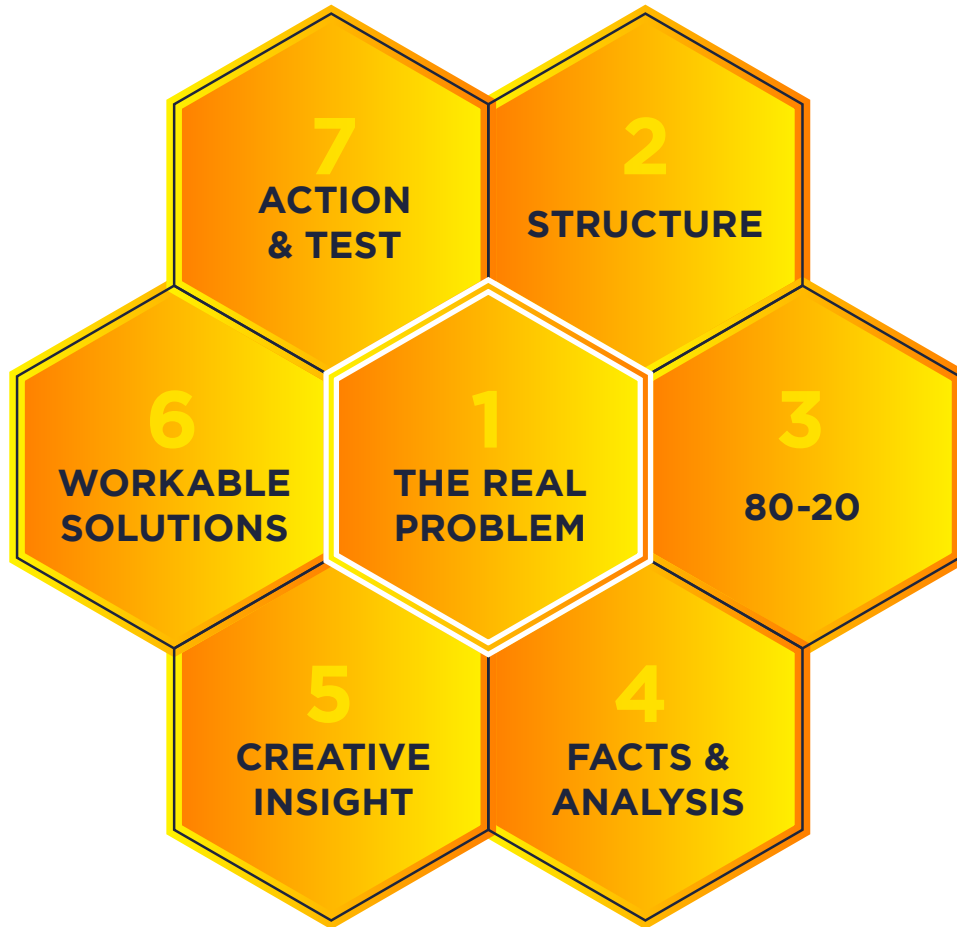 7
ACTION
& TEST
2
STRUCTURE
6
WORKABLE
SOLUTIONS
1
THE REAL
PROBLEM
3
80-20
5
CREATIVE
INSIGHT
4
FACTS &
ANALYSIS